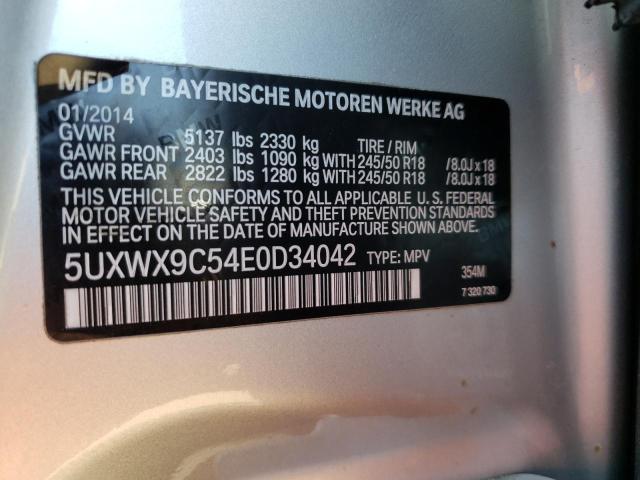 MFD BY BAYERISCHE MOTOREN WERKE AG
01/2014
GVWR 5137 lbs 2330 kg TIRE / RIM
GAWR FRONT 2403 lbs 1090 kg WITH 245/50 R18 /8.0J x 18
GAWR REAR 2822 lbs 1280 kg WITH 245/50 R18 /8.0J x 18
THIS VEHICLE CONFORMS TO ALL APPLICABLE U. S. FEDERAL
MOTOR VEHICLE SAFETY AND THEFT PREVENTION STANDARDS
IN EFFECT ON THE DATE OF MANUFACTURE SHOWN ABOVE.
5UXWX9C54E0D34042 TYPE: MPV
354M
7 320 730